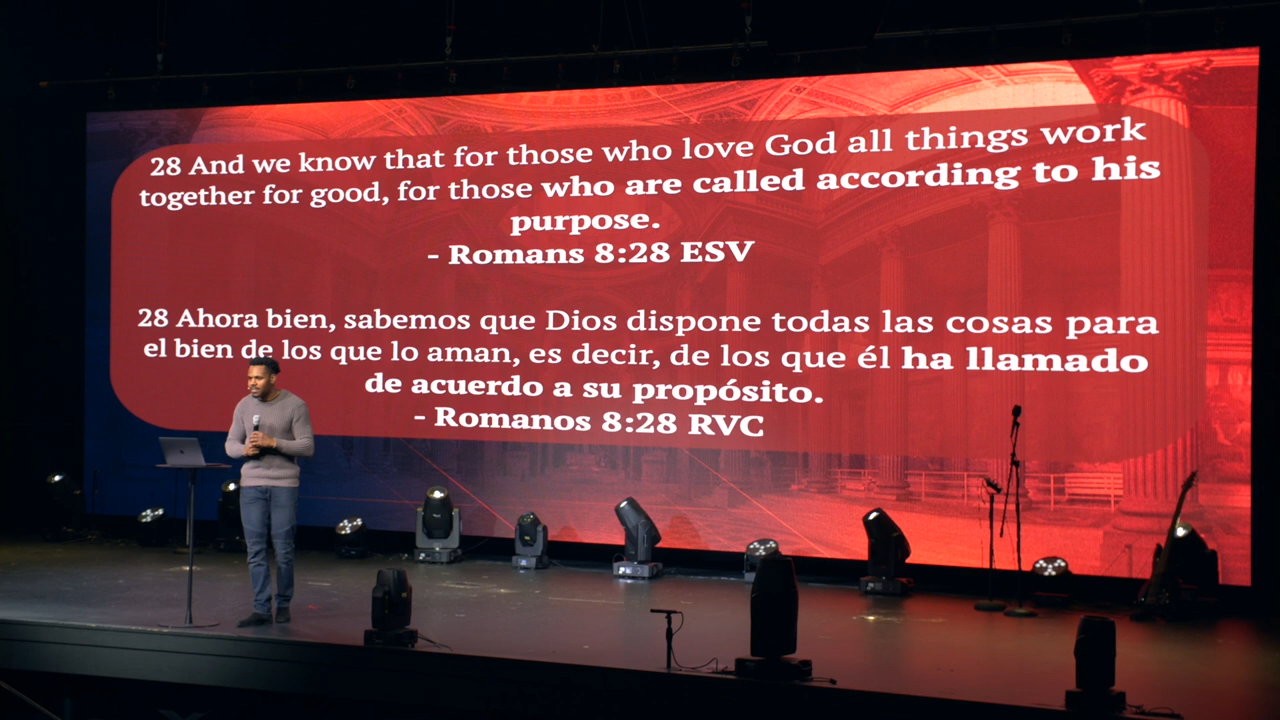 28 And we know that for those who love God all things work
together for good, for those who are called according to his
purpose.
- Romans 8:28 ESV
28 Ahora bien, sabemos que Dios dispone todas las cosas para
el bien de los que lo aman, es decir, de los que él ha llamado
de acuerdo a su propósito.
- Romanos 8:28 RVC